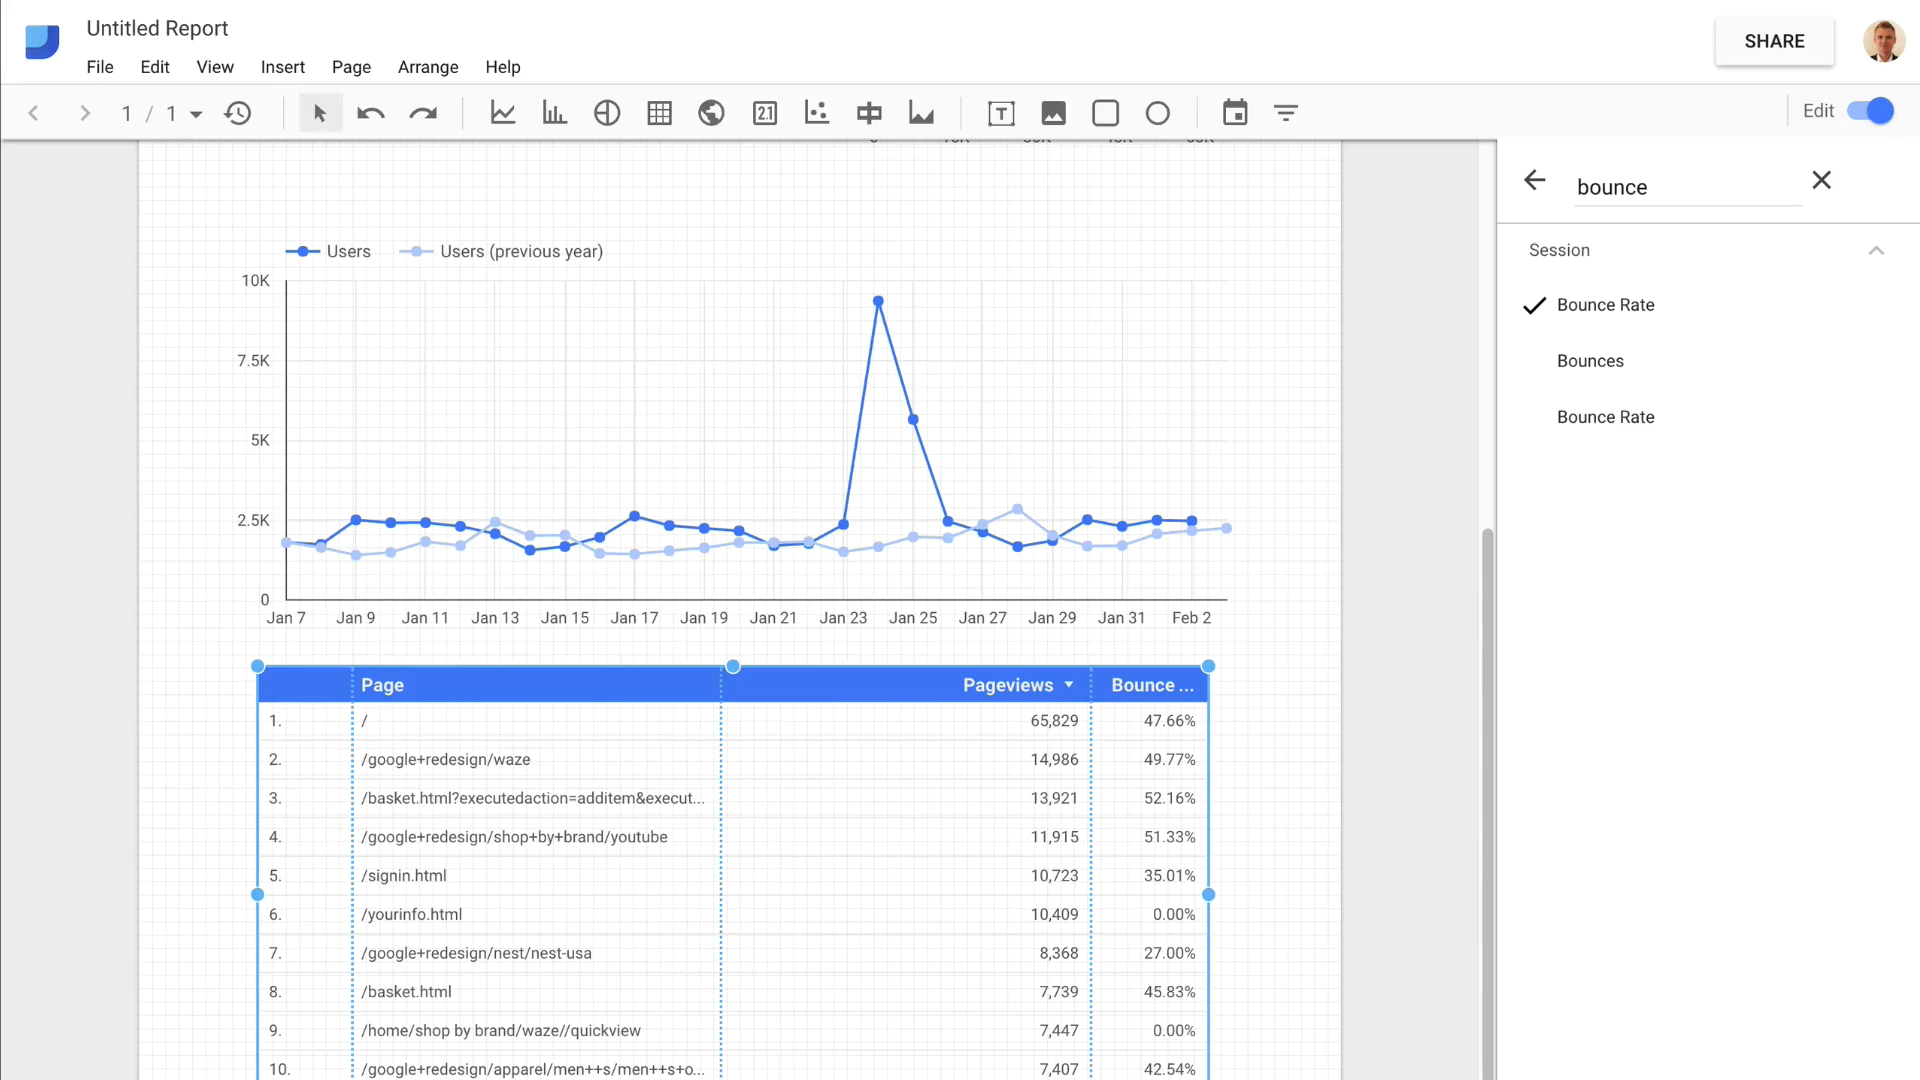 Untitled Report
File Edit View Insert Page Arrange Help
SHARE
1 / 1
2.1
T
Edit
bounce
Session
Bounce Rate
Bounces
Bounce Rate
Users Users (previous year)
10K
7.5K
5K
2.5K
0
Jan 7 Jan 9 Jan 11 Jan 13 Jan 15 Jan 17 Jan 19 Jan 21 Jan 23 Jan 25 Jan 27 Jan 29 Jan 31 Feb 2
Page Pageviews Bounce ...
1. / 65,829 47.66%
2. /google+redesign/waze 14,986 49.77%
3. /basket.html?executedaction=additem&execut... 13,921 52.16%
4. /google+redesign/shop+by+brand/youtube 11,915 51.33%
5. /signin.html 10,723 35.01%
6. /yourinfo.html 10,409 0.00%
7. /google+redesign/nest/nest-usa 8,368 27.00%
8. /basket.html 7,739 45.83%
9. /home/shop by brand/waze//quickview 7,447 0.00%
10. /google+redesign/apparel/men++s/men++s+o... 7,407 42.54%